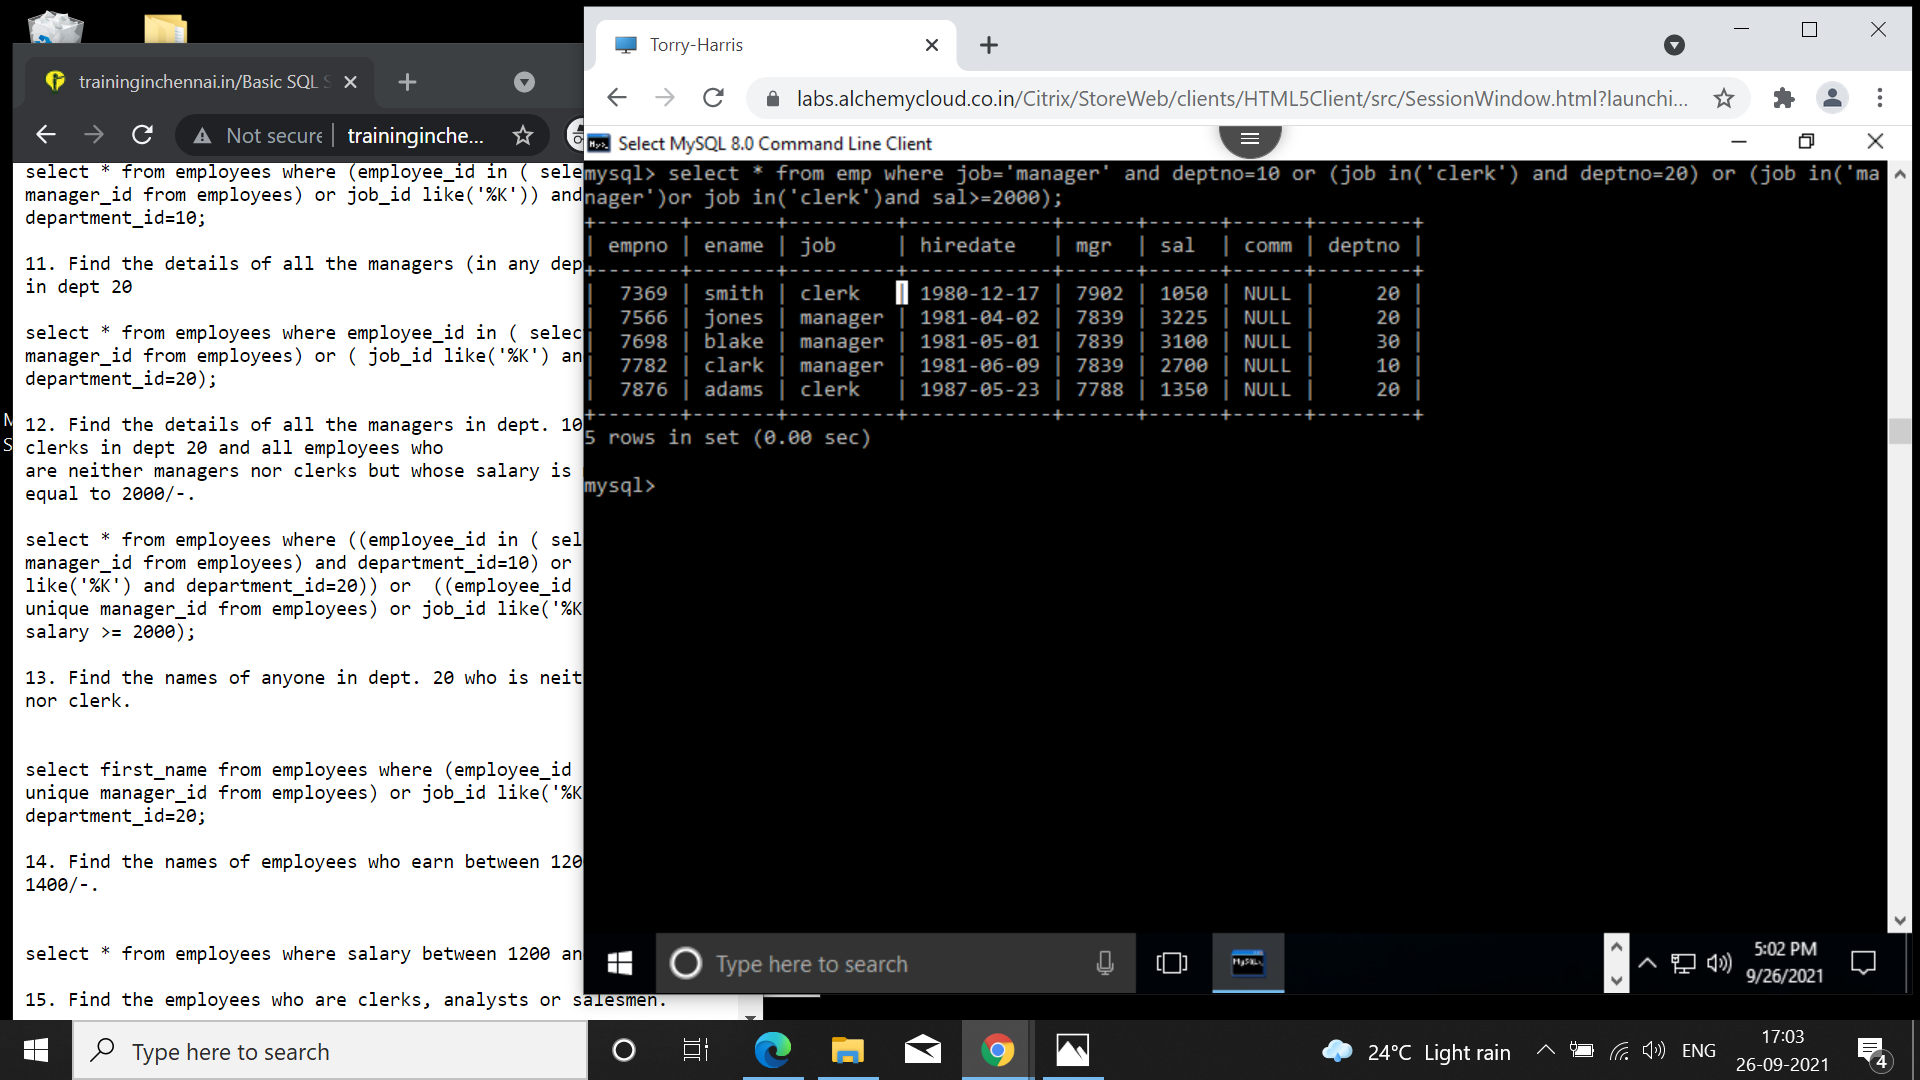 traininginchennai.in/Basic SQL S
Not secure
traininginche...
select * from employees where (employee_id in ( sele
manager_id from employees) or job_id like('%K')) and
department_id=10;
11. Find the details of all the managers (in any dep
in dept 20
select * from employees where employee_id in ( selec
manager_id from employees) or ( job_id like('%K') an
department_id=20);
12. Find the details of all the managers in dept. 10
clerks in dept 20 and all employees who
are neither managers nor clerks but whose salary is
equal to 2000/-.
select * from employees where ((employee_id in ( sel
manager_id from employees) and department_id=10) or
like('%K') and department_id=20)) or  ((employee_id
unique manager_id from employees) or job_id like('%K
salary >= 2000);
13. Find the names of anyone in dept. 20 who is neit
nor clerk.
select first_name from employees where (employee_id
unique manager_id from employees) or job_id like('%K
department_id=20;
14. Find the names of employees who earn between 120
1400/-.
select * from employees where salary between 1200 an
15. Find the employees who are clerks, analysts or salesmen.
M
S
Torry-Harris
labs.alchemycloud.co.in/Citrix/StoreWeb/clients/HTML5Client/src/SessionWindow.html?launchi...
Select MySQL 8.0 Command Line Client
mysql> select * from emp where job='manager' and deptno=10 or (job in('clerk') and deptno=20) or (job in('ma
nager')or job in('clerk')and sal>=2000);
+-------+-------+---------+------------+------+------+------+--------+
| empno | ename | job     | hiredate   | mgr  | sal  | comm | deptno |
+-------+-------+---------+------------+------+------+------+--------+
|  7369 | smith | clerk   | 1980-12-17 | 7902 | 1050 | NULL |     20 |
|  7566 | jones | manager | 1981-04-02 | 7839 | 3225 | NULL |     20 |
|  7698 | blake | manager | 1981-05-01 | 7839 | 3100 | NULL |     30 |
|  7782 | clark | manager | 1981-06-09 | 7839 | 2700 | NULL |     10 |
|  7876 | adams | clerk   | 1987-05-23 | 7788 | 1350 | NULL |     20 |
+-------+-------+---------+------------+------+------+------+--------+
5 rows in set (0.00 sec)
mysql>
Type here to search
5:02 PM
9/26/2021
Type here to search
24°C Light rain
ENG
17:03
26-09-2021
4